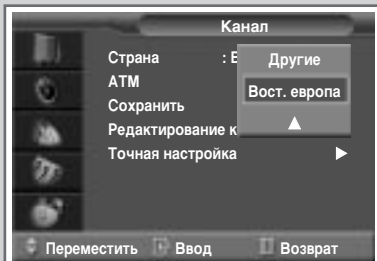 Канал
Страна : В
Другие
АТМ
Вост. европа
Сохранить
Редактирование к
Точная настройка
Переместить Ввод Возврат